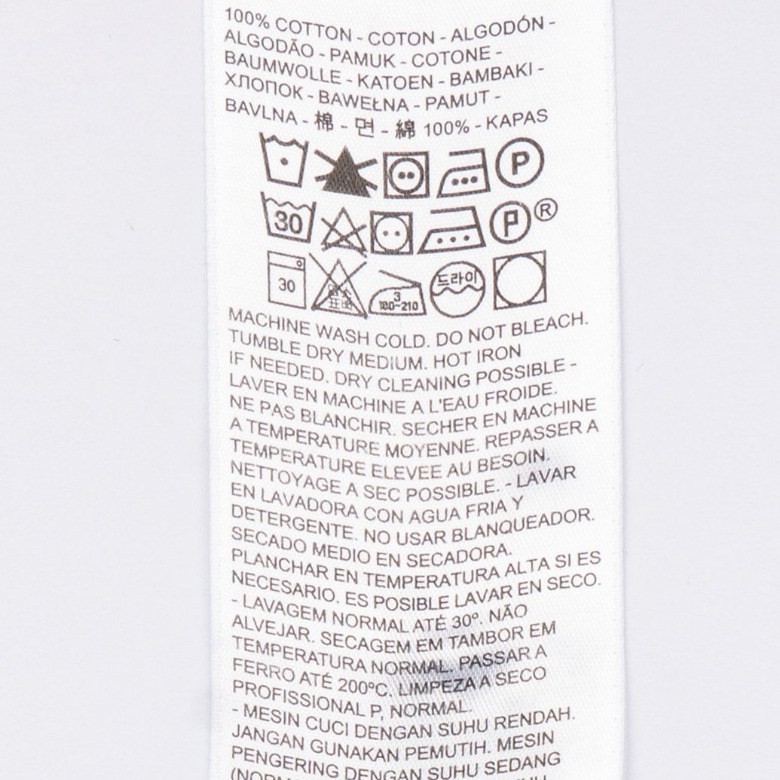 100% COTTON - COTON - ALGODÓN -
ALGODÃO - PAMUK - COTONE -
BAUMWOLLE - KATOEN - BAMBAKI -
ХЛОПОК - BAWEŁNA - PAMUT -
BAVLNA - 棉 - 면 - 綿 100% - KAPAS
P
30 P ®
30 3 180~210 드라이
MACHINE WASH COLD. DO NOT BLEACH.
TUMBLE DRY MEDIUM. HOT IRON
IF NEEDED. DRY CLEANING POSSIBLE -
LAVER EN MACHINE A L'EAU FROIDE.
NE PAS BLANCHIR. SECHER EN MACHINE
A TEMPERATURE MOYENNE. REPASSER A
TEMPERATURE ELEVEE AU BESOIN.
NETTOYAGE A SEC POSSIBLE. - LAVAR
EN LAVADORA CON AGUA FRIA Y
DETERGENTE. NO USAR BLANQUEADOR.
SECADO MEDIO EN SECADORA.
PLANCHAR EN TEMPERATURA ALTA SI ES
NECESARIO. ES POSIBLE LAVAR EN SECO.
- LAVAGEM NORMAL ATÉ 30º. NÃO
ALVEJAR. SECAGEM EM TAMBOR EM
TEMPERATURA NORMAL. PASSAR A
FERRO ATÉ 200ºC. LIMPEZA A SECO
PROFISSIONAL P, NORMAL.
- MESIN CUCI DENGAN SUHU RENDAH.
JANGAN GUNAKAN PEMUTIH. MESIN
PENGERING DENGAN SUHU SEDANG